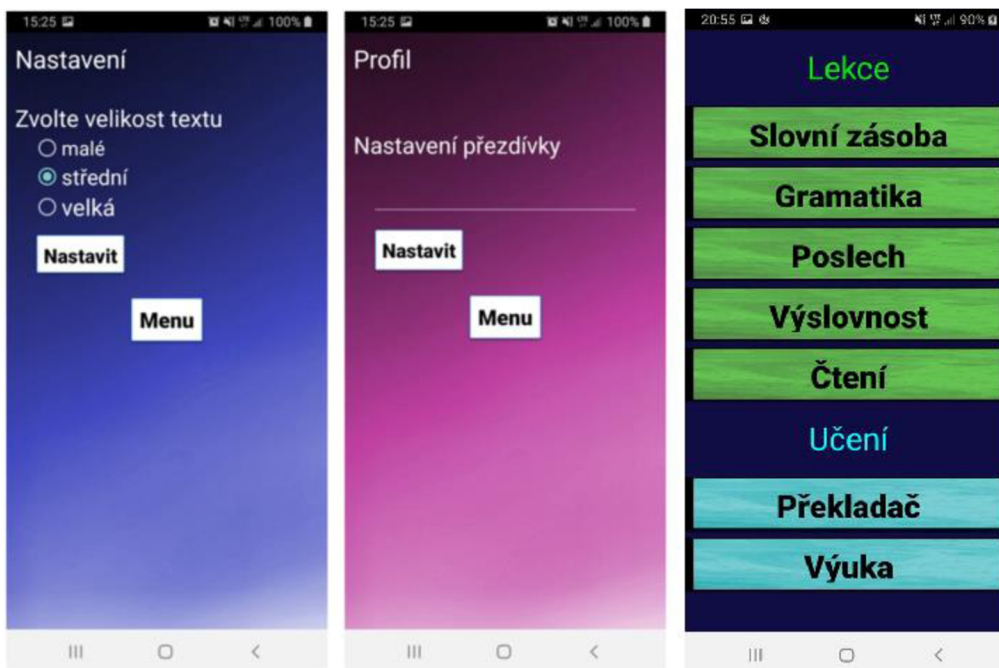 15:25
100%
Nastavení
Zvolte velikost textu
malé
střední
velká
Nastavit
Menu
15:25
100%
Profil
Nastavení přezdívky
Nastavit
Menu
20:55
90%
Lekce
Slovní zásoba
Gramatika
Poslech
Výslovnost
Čtení
Učení
Překladač
Výuka